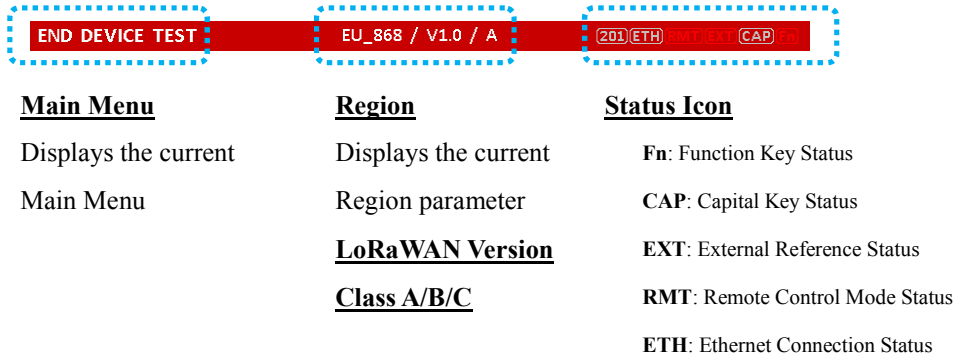 END DEVICE TEST
EU_868 / V1.0 / A
201 ETH RMT EXT CAP Fn
Main Menu
Displays the current
Main Menu
Region
Displays the current
Region parameter
LoRaWAN Version
Class A/B/C
Status Icon
Fn: Function Key Status
CAP: Capital Key Status
EXT: External Reference Status
RMT: Remote Control Mode Status
ETH: Ethernet Connection Status